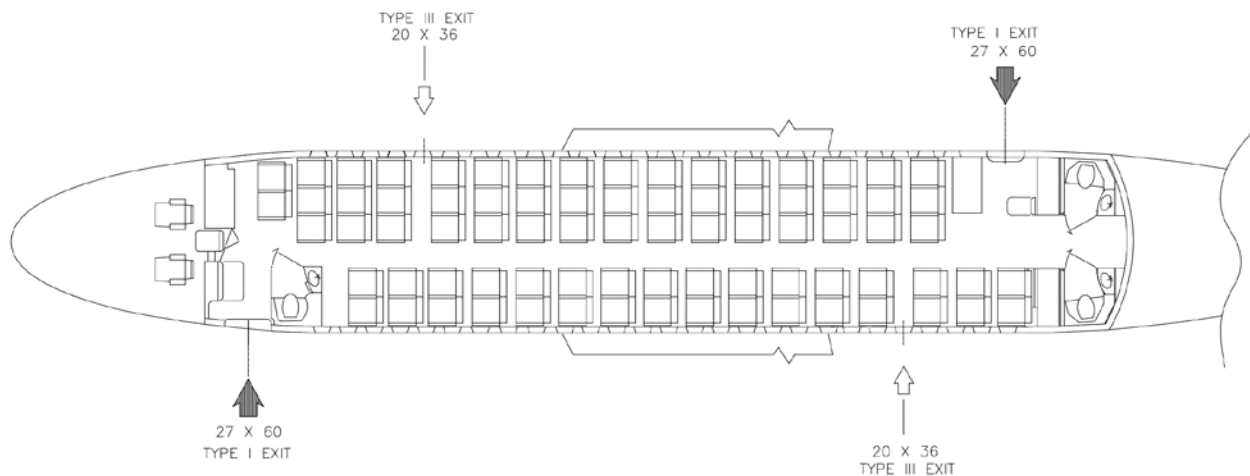 TYPE III EXIT
20 X 36
TYPE I EXIT
27 X 60
27 X 60
TYPE I EXIT
20 X 36
TYPE III EXIT